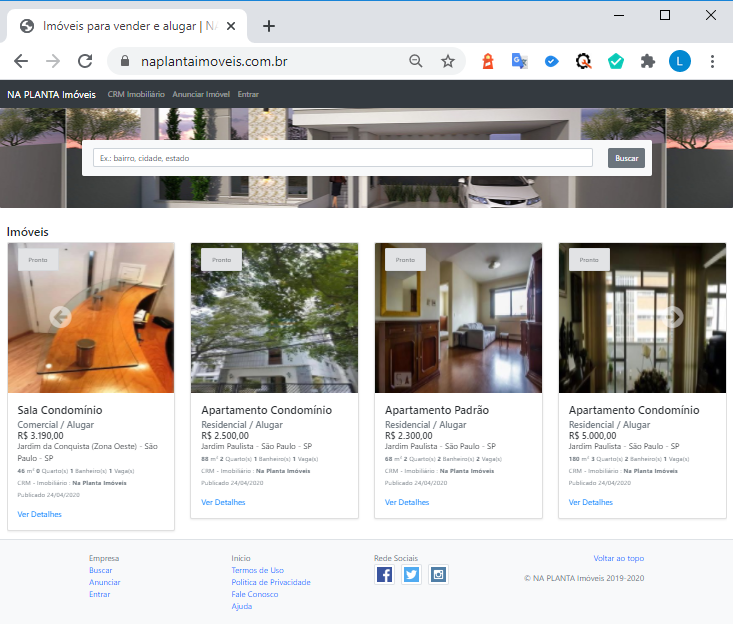 Imóveis para vender e alugar | NA
naplantaimoveis.com.br
L
NA PLANTA Imóveis CRM Imobiliário Anunciar Imóvel Entrar
Ex.: bairro, cidade, estado
Buscar
Imóveis
Pronto
Sala Condomínio
Comercial / Alugar
R$ 3.190,00
Jardim da Conquista (Zona Oeste) - São
Paulo - SP
46 m² 0 Quarto(s) 1 Banheiro(s) 1 Vaga(s)
CRM - Imobiliário : Na Planta Imóveis
Publicado 24/04/2020
Ver Detalhes
Pronto
Apartamento Condomínio
Residencial / Alugar
R$ 2.500,00
Jardim Paulista - São Paulo - SP
88 m² 2 Quarto(s) 1 Banheiro(s) 1 Vaga(s)
CRM - Imobiliário : Na Planta Imóveis
Publicado 24/04/2020
Ver Detalhes
Pronto
Apartamento Padrão
Residencial / Alugar
R$ 2.300,00
Jardim Paulista - São Paulo - SP
68 m² 2 Quarto(s) 2 Banheiro(s) 2 Vaga(s)
CRM - Imobiliário : Na Planta Imóveis
Publicado 24/04/2020
Ver Detalhes
Pronto
Apartamento Condomínio
Residencial / Alugar
R$ 5.000,00
Jardim Paulista - São Paulo - SP
180 m² 3 Quarto(s) 2 Banheiro(s) 1 Vaga(s)
CRM - Imobiliário : Na Planta Imóveis
Publicado 24/04/2020
Ver Detalhes
Empresa
Buscar
Anunciar
Entrar
Início
Termos de Uso
Política de Privacidade
Fale Conosco
Ajuda
Rede Sociais
Voltar ao topo
© NA PLANTA Imóveis 2019-2020